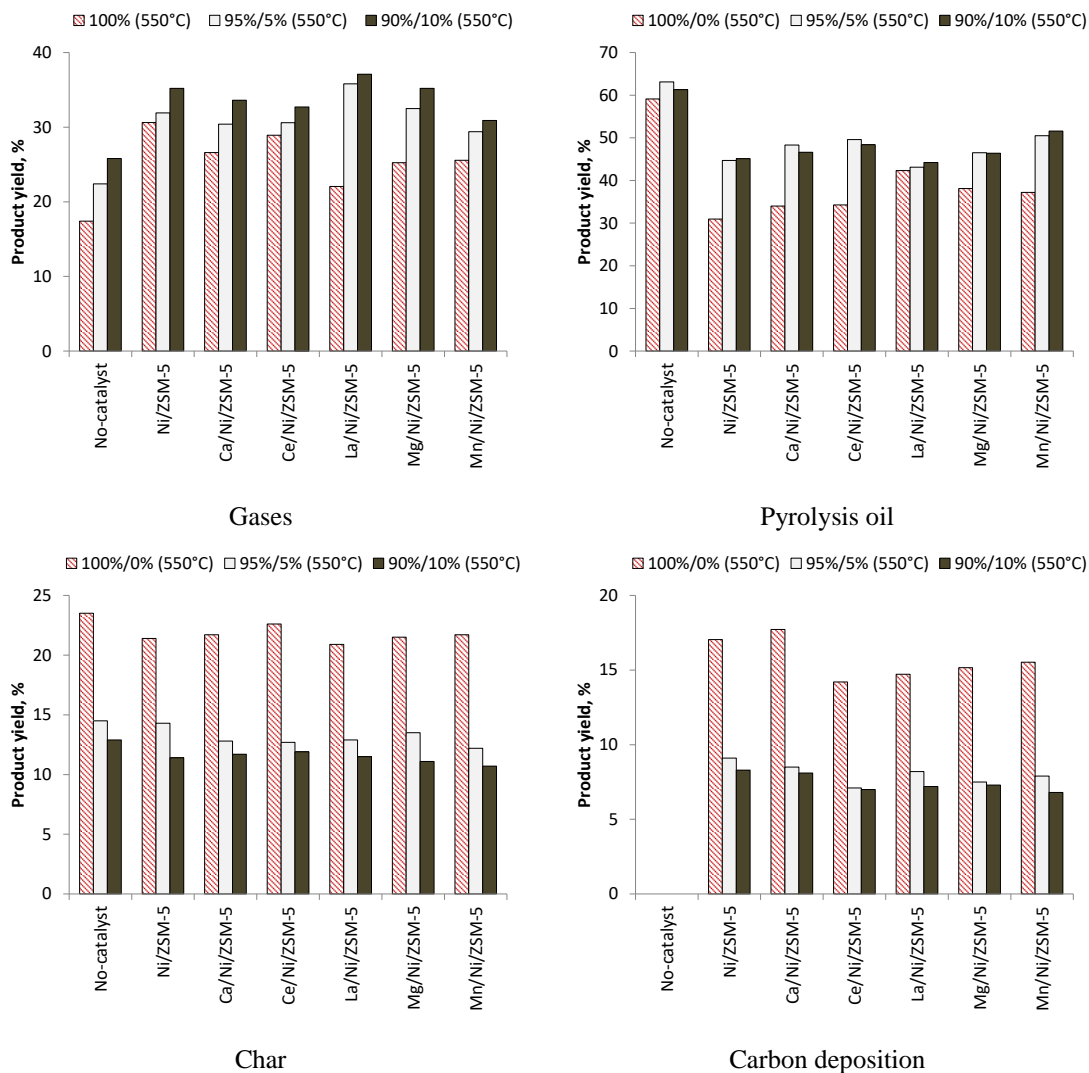 100%/0% (550°C) 95%/5% (550°C) 90%/10% (550°C)
40
30
20
10
0
Product yield, %
No-catalyst
Ni/ZSM-5
Ca/Ni/ZSM-5
Ce/Ni/ZSM-5
La/Ni/ZSM-5
Mg/Ni/ZSM-5
Mn/Ni/ZSM-5
Gases
100%/0% (550°C) 95%/5% (550°C) 90%/10% (550°C)
70
60
50
40
30
20
10
0
Product yield, %
No-catalyst
Ni/ZSM-5
Ca/Ni/ZSM-5
Ce/Ni/ZSM-5
La/Ni/ZSM-5
Mg/Ni/ZSM-5
Mn/Ni/ZSM-5
Pyrolysis oil
100%/0% (550°C) 95%/5% (550°C) 90%/10% (550°C)
25
20
15
10
5
0
Product yield, %
No-catalyst
Ni/ZSM-5
Ca/Ni/ZSM-5
Ce/Ni/ZSM-5
La/Ni/ZSM-5
Mg/Ni/ZSM-5
Mn/Ni/ZSM-5
Char
100%/0% (550°C) 95%/5% (550°C) 90%/10% (550°C)
20
15
10
5
0
Product yield, %
No-catalyst
Ni/ZSM-5
Ca/Ni/ZSM-5
Ce/Ni/ZSM-5
La/Ni/ZSM-5
Mg/Ni/ZSM-5
Mn/Ni/ZSM-5
Carbon deposition